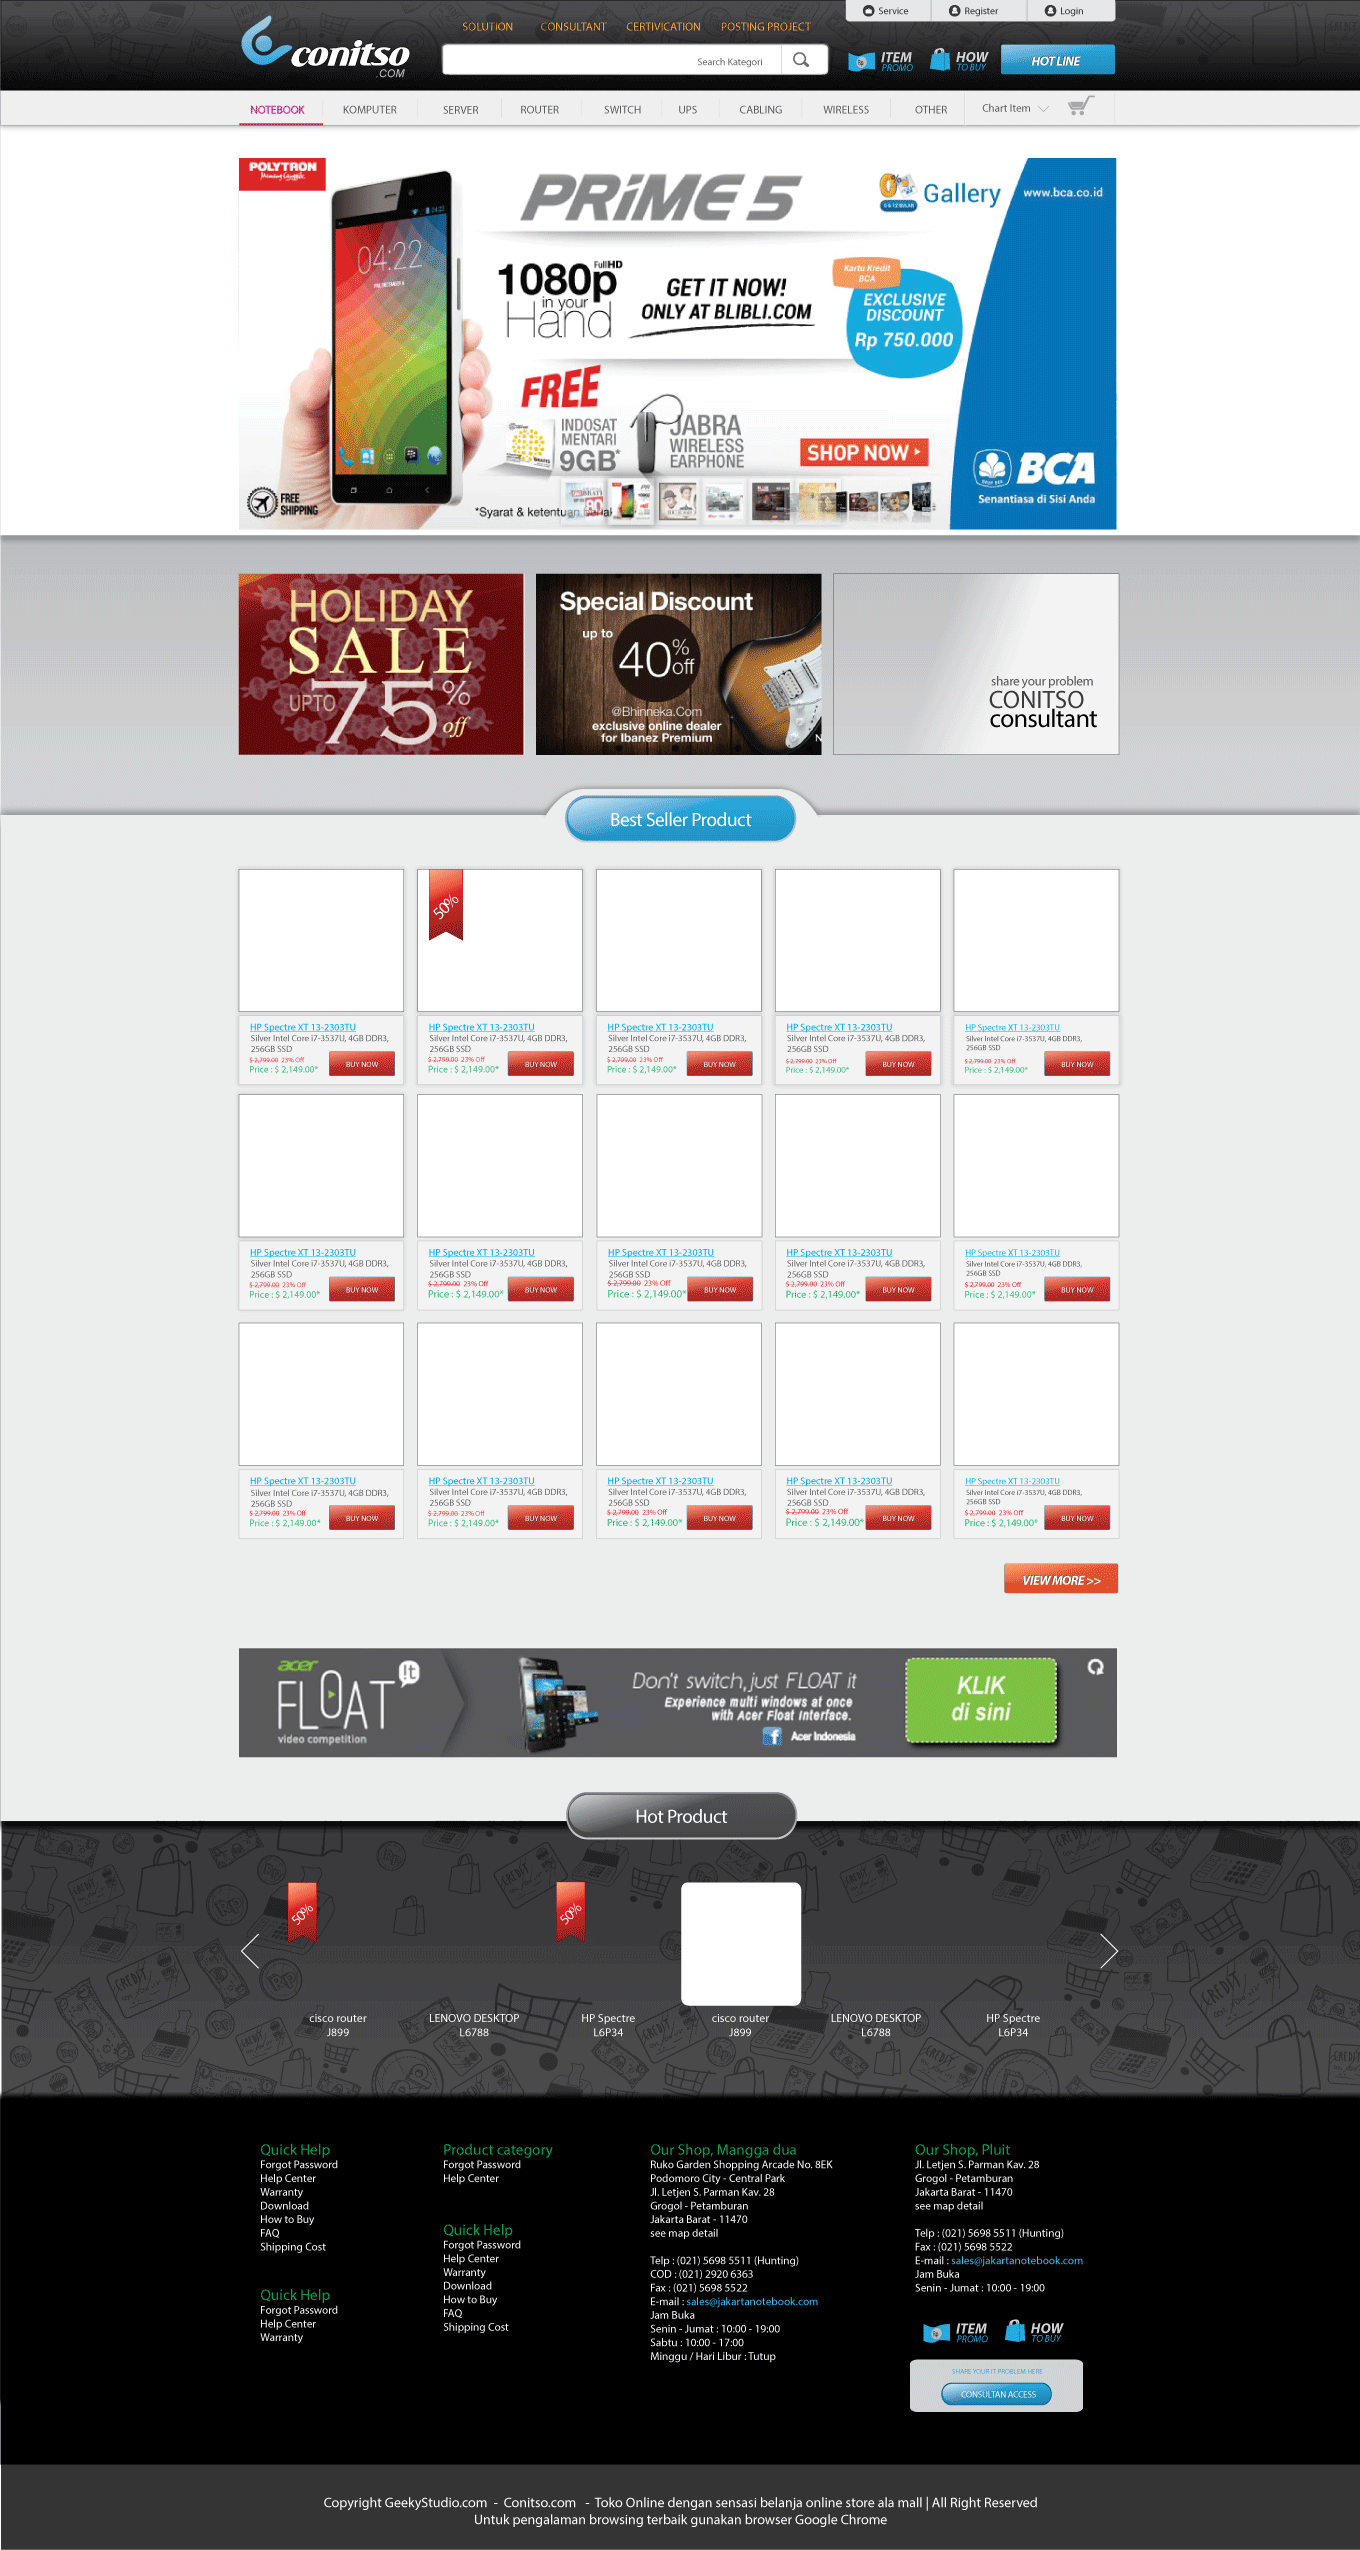 Service Register Login
SOLUTION CONSULTANT CERTIVICATION POSTING PROJECT
conitso
.COM
Search Kategori
ITEM
PROMO
HOW
TO BUY
HOT LINE
NOTEBOOK KOMPUTER SERVER ROUTER SWITCH UPS CABLING WIRELESS OTHER Chart Item
POLYTRON
PRiME 5
04:22
0%
Gallery
www.bca.co.id
1080p FullHD
in your
Hand
GET IT NOW!
ONLY AT BLIBLI.COM
Kartu Kredit
BCA
EXCLUSIVE
DISCOUNT
Rp 750.000
FREE
INDOSAT
MENTARI
9GB*
JABRA
WIRELESS
EARPHONE
SHOP NOW
BCA
Senantiasa di Sisi Anda
FREE
SHIPPING
*Syarat & ketentuan
HOLIDAY
SALE
UPTO
75%
off
Special Discount
up to
40%
off
@Bhinneka.Com
exclusive online dealer
for Ibanez Premium
N
share your problem
CONITSO
consultant
Best Seller Product
50%
HP Spectre XT 13-2303TU
Silver Intel Core i7-3537U, 4GB DDR3,
256GB SSD
$ 2,799.00 23% Off
Price : $ 2,149.00*
BUY NOW
HP Spectre XT 13-2303TU
Silver Intel Core i7-3537U, 4GB DDR3,
256GB SSD
$ 2,799.00 23% Off
Price : $ 2,149.00*
BUY NOW
HP Spectre XT 13-2303TU
Silver Intel Core i7-3537U, 4GB DDR3,
256GB SSD
$ 2,799.00 23% Off
Price : $ 2,149.00*
BUY NOW
HP Spectre XT 13-2303TU
Silver Intel Core i7-3537U, 4GB DDR3,
256GB SSD
$ 2,799.00 23% Off
Price : $ 2,149.00*
BUY NOW
HP Spectre XT 13-2303TU
Silver Intel Core i7-3537U, 4GB DDR3,
256GB SSD
$ 2,799.00 23% Off
Price : $ 2,149.00*
BUY NOW
HP Spectre XT 13-2303TU
Silver Intel Core i7-3537U, 4GB DDR3,
256GB SSD
$ 2,799.00 23% Off
Price : $ 2,149.00*
BUY NOW
HP Spectre XT 13-2303TU
Silver Intel Core i7-3537U, 4GB DDR3,
256GB SSD
$ 2,799.00 23% Off
Price : $ 2,149.00*
BUY NOW
HP Spectre XT 13-2303TU
Silver Intel Core i7-3537U, 4GB DDR3,
256GB SSD
$ 2,799.00 23% Off
Price : $ 2,149.00*
BUY NOW
HP Spectre XT 13-2303TU
Silver Intel Core i7-3537U, 4GB DDR3,
256GB SSD
$ 2,799.00 23% Off
Price : $ 2,149.00*
BUY NOW
HP Spectre XT 13-2303TU
Silver Intel Core i7-3537U, 4GB DDR3,
256GB SSD
$ 2,799.00 23% Off
Price : $ 2,149.00*
BUY NOW
HP Spectre XT 13-2303TU
Silver Intel Core i7-3537U, 4GB DDR3,
256GB SSD
$ 2,799.00 23% Off
Price : $ 2,149.00*
BUY NOW
HP Spectre XT 13-2303TU
Silver Intel Core i7-3537U, 4GB DDR3,
256GB SSD
$ 2,799.00 23% Off
Price : $ 2,149.00*
BUY NOW
HP Spectre XT 13-2303TU
Silver Intel Core i7-3537U, 4GB DDR3,
256GB SSD
$ 2,799.00 23% Off
Price : $ 2,149.00*
BUY NOW
HP Spectre XT 13-2303TU
Silver Intel Core i7-3537U, 4GB DDR3,
256GB SSD
$ 2,799.00 23% Off
Price : $ 2,149.00*
BUY NOW
HP Spectre XT 13-2303TU
Silver Intel Core i7-3537U, 4GB DDR3,
256GB SSD
$ 2,799.00 23% Off
Price : $ 2,149.00*
BUY NOW
VIEW MORE >>
acer
FLOAT !t
video competition
Don't switch, just FLOAT it
Experience multi windows at once
with Acer Float Interface.
Acer Indonesia
KLIK
di sini
Hot Product
50%
50%
cisco router
J899
LENOVO DESKTOP
L6788
HP Spectre
L6P34
cisco router
J899
LENOVO DESKTOP
L6788
HP Spectre
L6P34
Quick Help
Forgot Password
Help Center
Warranty
Download
How to Buy
FAQ
Shipping Cost
Quick Help
Forgot Password
Help Center
Warranty
Product category
Forgot Password
Help Center
Quick Help
Forgot Password
Help Center
Warranty
Download
How to Buy
FAQ
Shipping Cost
Our Shop, Mangga dua
Ruko Garden Shopping Arcade No. 8EK
Podomoro City - Central Park
Jl. Letjen S. Parman Kav. 28
Grogol - Petamburan
Jakarta Barat - 11470
see map detail
Telp : (021) 5698 5511 (Hunting)
COD : (021) 2920 6363
Fax : (021) 5698 5522
E-mail : sales@jakartanotebook.com
Jam Buka
Senin - Jumat : 10:00 - 19:00
Sabtu : 10:00 - 17:00
Minggu / Hari Libur : Tutup
Our Shop, Pluit
Jl. Letjen S. Parman Kav. 28
Grogol - Petamburan
Jakarta Barat - 11470
see map detail
Telp : (021) 5698 5511 (Hunting)
Fax : (021) 5698 5522
E-mail : sales@jakartanotebook.com
Jam Buka
Senin - Jumat : 10:00 - 19:00
ITEM
PROMO
HOW
TO BUY
SHARE YOUR IT PROBLEM HERE
CONSULTAN ACCESS
Copyright GeekyStudio.com - Conitso.com - Toko Online dengan sensasi belanja online store ala mall | All Right Reserved
Untuk pengalaman browsing terbaik gunakan browser Google Chrome